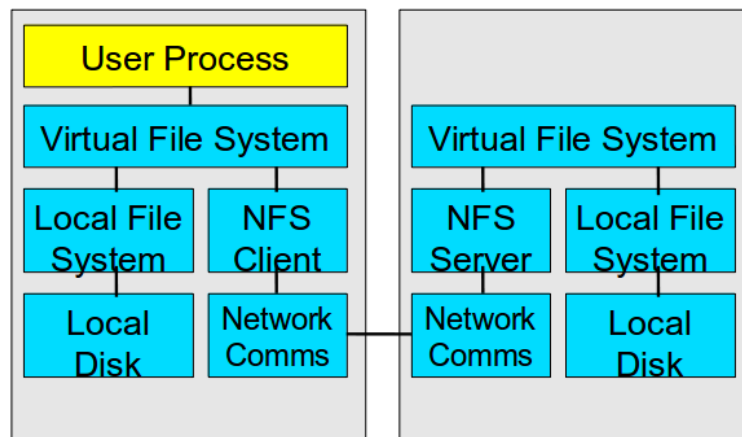 User Process
Virtual File System
Local File
System
NFS
Client
Local
Disk
Network
Comms
Virtual File System
NFS
Server
Local File
System
Network
Comms
Local
Disk